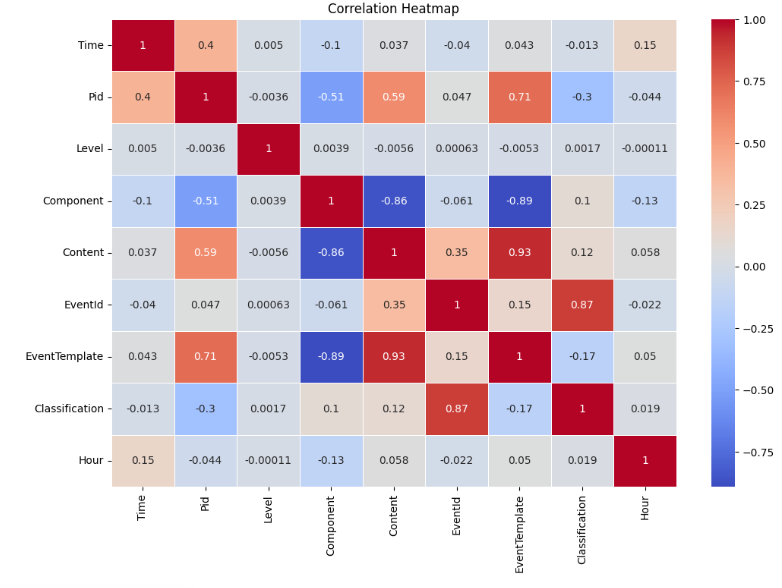 Correlation Heatmap
Time 1 0.4 0.005 -0.1 0.037 -0.04 0.043 -0.013 0.15
Pid 0.4 1 -0.0036 -0.51 0.59 0.047 0.71 -0.3 -0.044
Level 0.005 -0.0036 1 0.0039 -0.0056 0.00063 -0.0053 0.0017 -0.00011
Component -0.1 -0.51 0.0039 1 -0.86 -0.061 -0.89 0.1 -0.13
Content 0.037 0.59 -0.0056 -0.86 1 0.35 0.93 0.12 0.058
EventId -0.04 0.047 0.00063 -0.061 0.35 1 0.15 0.87 -0.022
EventTemplate 0.043 0.71 -0.0053 -0.89 0.93 0.15 1 -0.17 0.05
Classification -0.013 -0.3 0.0017 0.1 0.12 0.87 -0.17 1 0.019
Hour 0.15 -0.044 -0.00011 -0.13 0.058 -0.022 0.05 0.019 1
Time Pid Level Component Content EventId EventTemplate Classification Hour
1.00
0.75
0.50
0.25
0.00
−0.25
−0.50
−0.75